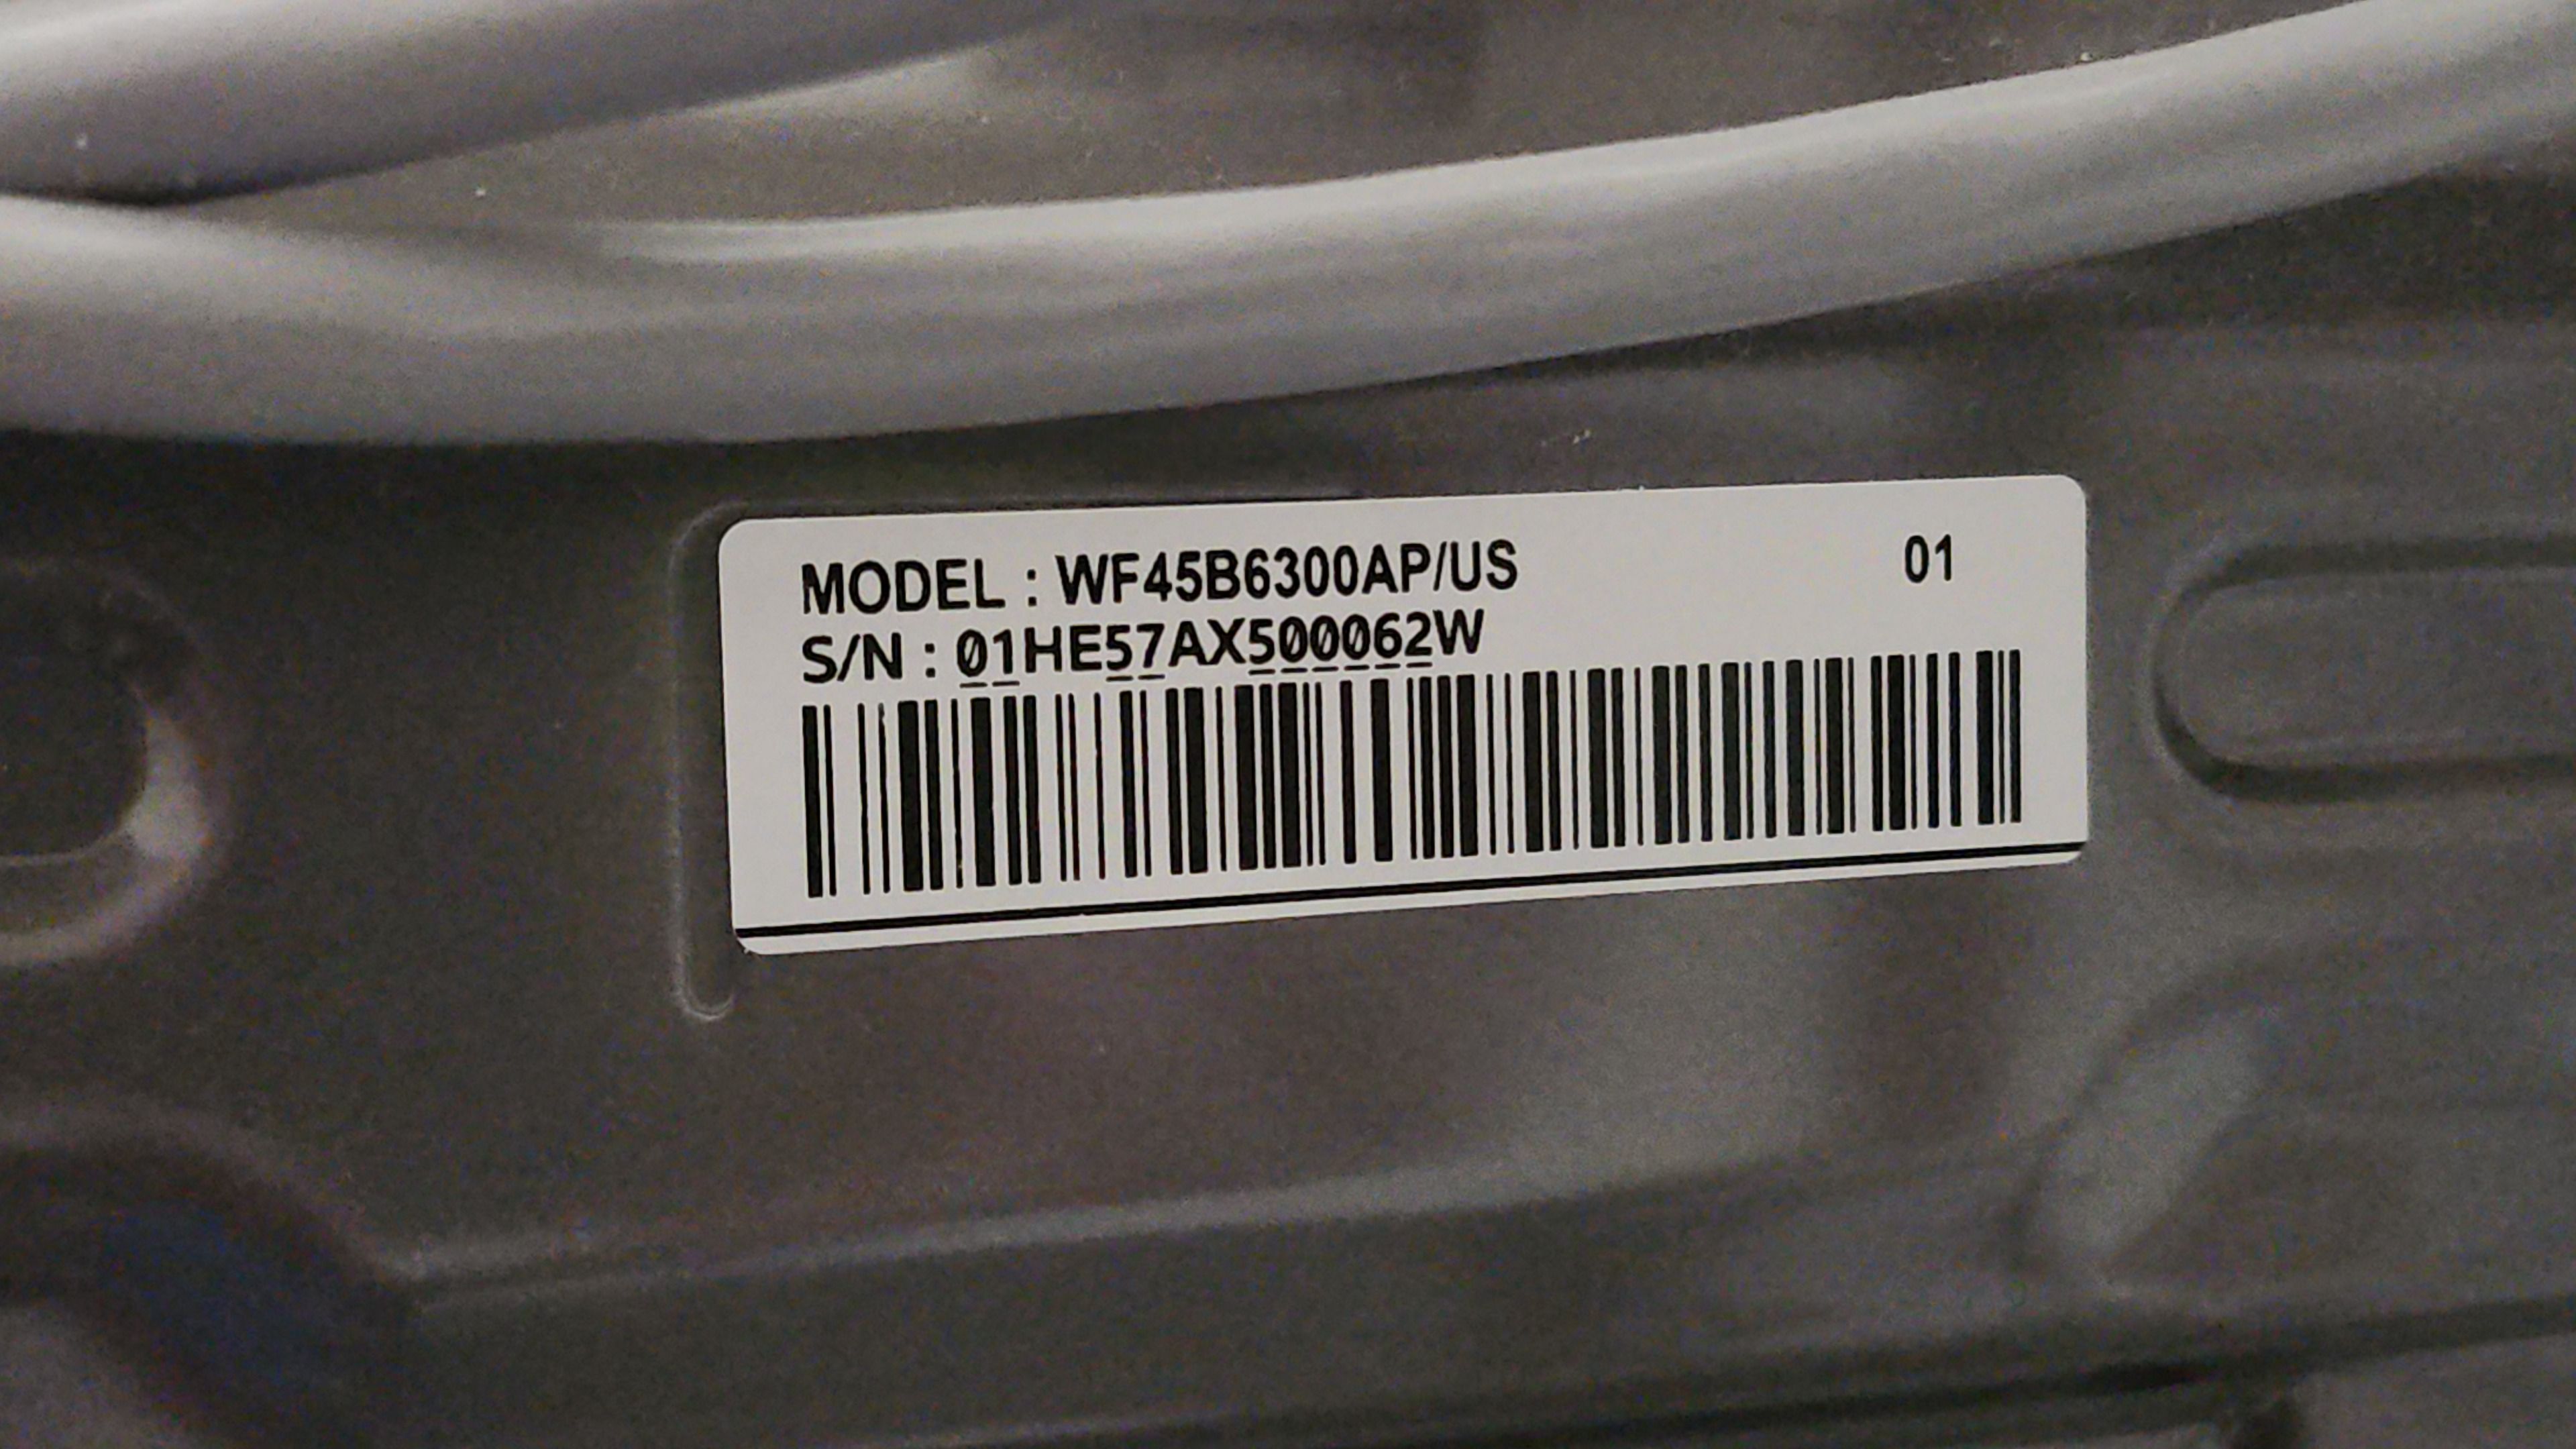 MODEL : WF45B6300AP/US 01
S/N : 01HE57AX500062W